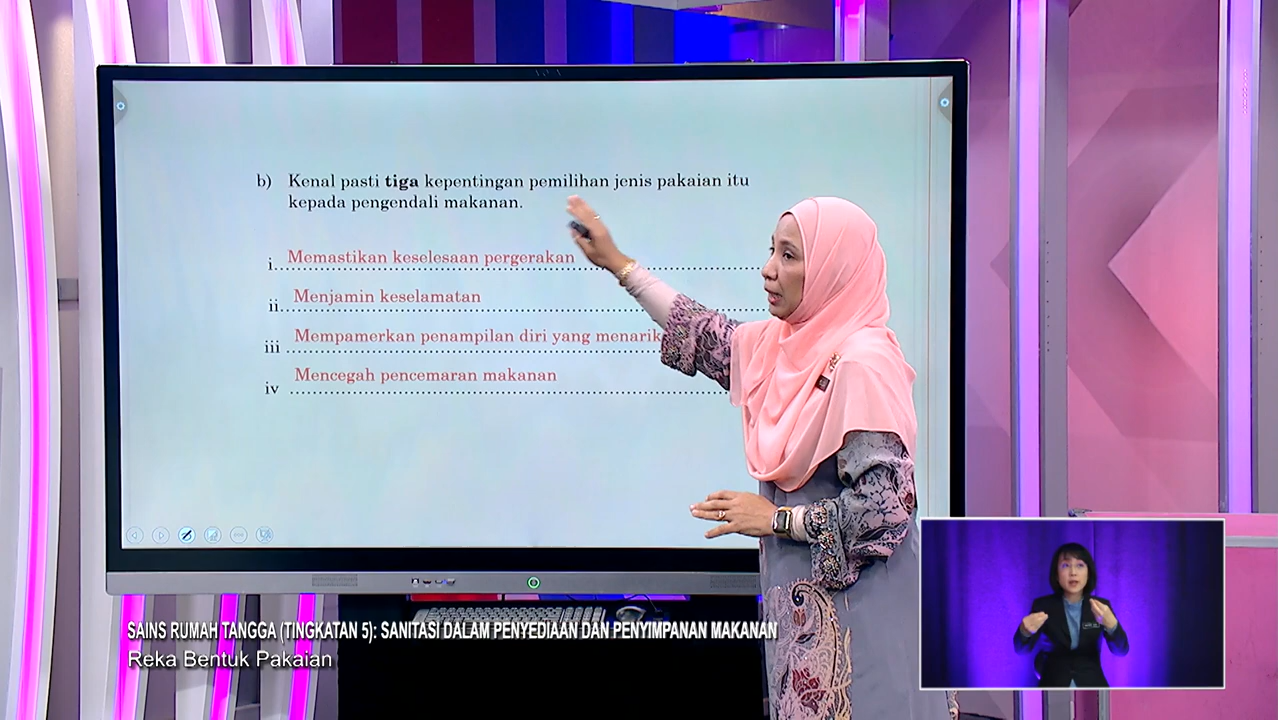 b) Kenal pasti tiga kepentingan pemilihan jenis pakaian itu
kepada pengendali makanan.
i. Memastikan keselesaan pergerakan
ii. Menjamin keselamatan
iii Mempamerkan penampilan diri yang menarik
iv Mencegah pencemaran makanan
SAINS RUMAH TANGGA (TINGKATAN 5): SANITASI DALAM PENYEDIAAN DAN PENYIMPANAN MAKANAN
Reka Bentuk Pakaian